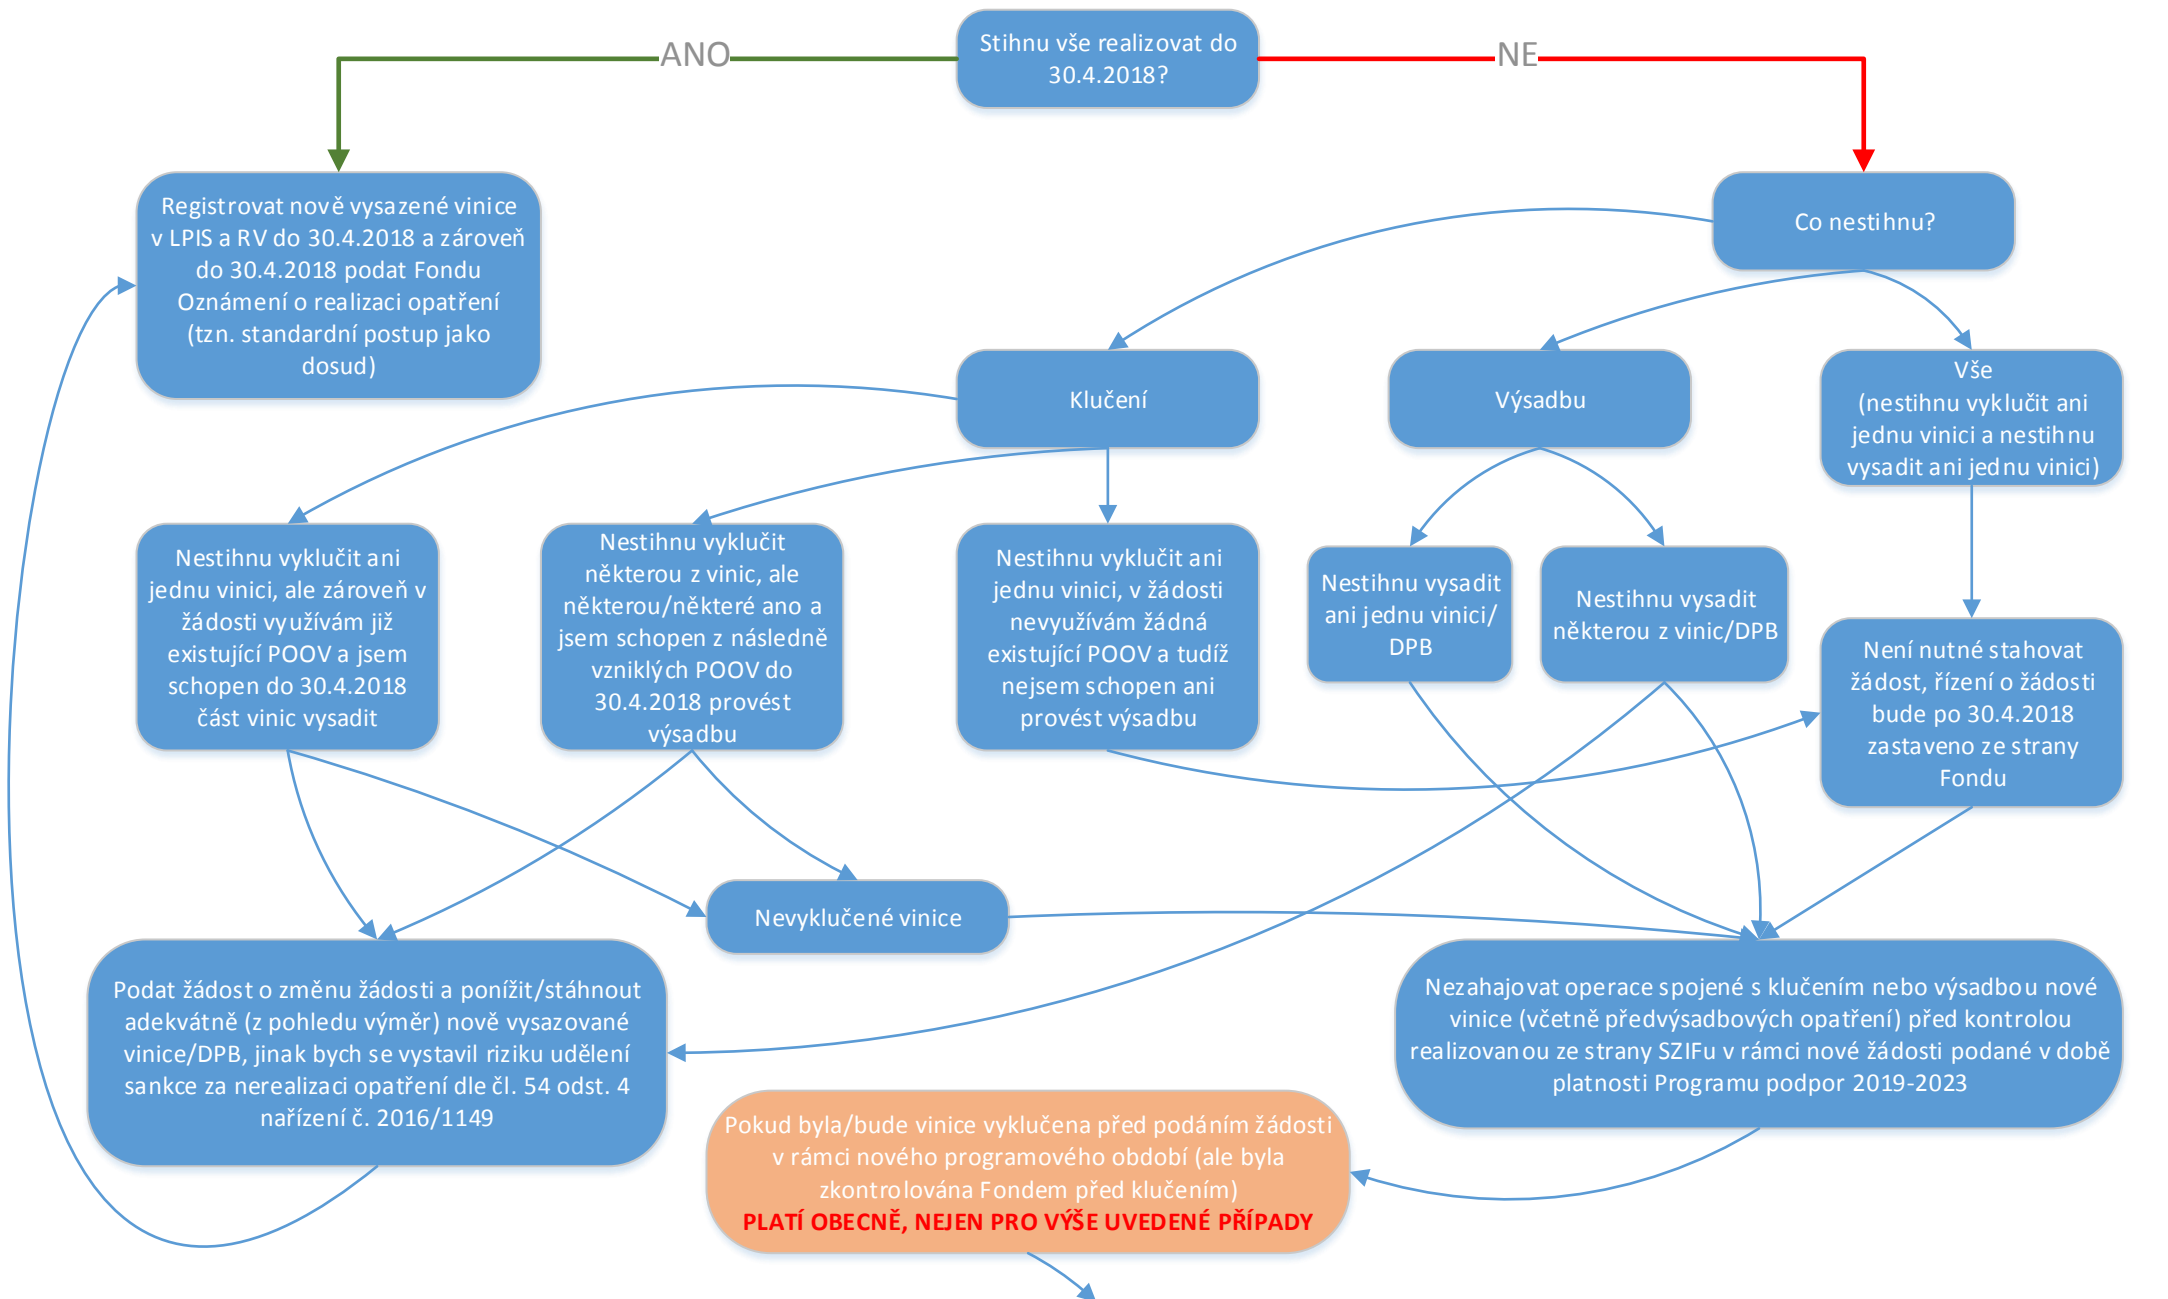 Stihnu vše realizovat do
30.4.2018?
ANO
NE
Registrovat nově vysazené vinice
v LPIS a RV do 30.4.2018 a zároveň
do 30.4.2018 podat Fondu
Oznámení o realizaci opatření
(tzn. standardní postup jako
dosud)
Co nestihnu?
Klučení
Výsadbu
Vše
(nestihnu vyklučit ani
jednu vinici a nestihnu
vysadit ani jednu vinici)
Nestihnu vyklučit ani
jednu vinici, ale zároveň v
žádosti využívám již
existující POOV a jsem
schopen do 30.4.2018
část vinic vysadit
Nestihnu vyklučit
některou z vinic, ale
některou/některé ano a
jsem schopen z následně
vzniklých POOV do
30.4.2018 provést
výsadbu
Nestihnu vyklučit ani
jednu vinici, v žádosti
nevyužívám žádná
existující POOV a tudíž
nejsem schopen ani
provést výsadbu
Nestihnu vysadit
ani jednu vinici/
DPB
Nestihnu vysadit
některou z vinic/DPB
Není nutné stahovat
žádost, řízení o žádosti
bude po 30.4.2018
zastaveno ze strany
Fondu
Nevyklučené vinice
Podat žádost o změnu žádosti a ponížit/stáhnout
adekvátně (z pohledu výměr) nově vysazované
vinice/DPB, jinak bych se vystavil riziku udělení
sankce za nerealizaci opatření dle čl. 54 odst. 4
nařízení č. 2016/1149
Nezahajovat operace spojené s klučením nebo výsadbou nové
vinice (včetně předvýsadbových opatření) před kontrolou
realizovanou ze strany SZIFu v rámci nové žádosti podané v době
platnosti Programu podpor 2019-2023
Pokud byla/bude vinice vyklučena před podáním žádosti
v rámci nového programového období (ale byla
zkontrolována Fondem před klučením)
PLATÍ OBECNĚ, NEJEN PRO VÝŠE UVEDENÉ PŘÍPADY